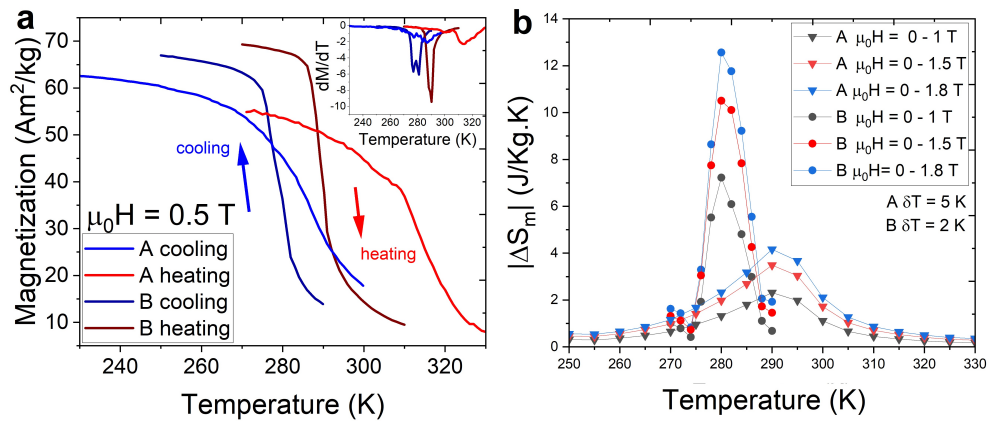 a
Magnetization (Am²/kg)
70
60
50
40
30
20
10
240 260 280 300 320
Temperature (K)
cooling
heating
μ₀H = 0.5 T
A cooling
A heating
B cooling
B heating
dM/dT
0
-2
-4
-6
-8
-10
240 260 280 300 320
Temperature (K)
b
|ΔSₘ| (J/Kg.K)
14
12
10
8
6
4
2
0
250 260 270 280 290 300 310 320 330
Temperature (K)
A μ₀H = 0 - 1 T
A μ₀H = 0 - 1.5 T
A μ₀H = 0 - 1.8 T
B μ₀H = 0 - 1 T
B μ₀H = 0 - 1.5 T
B μ₀H= 0 - 1.8 T
A δT = 5 K
B δT = 2 K